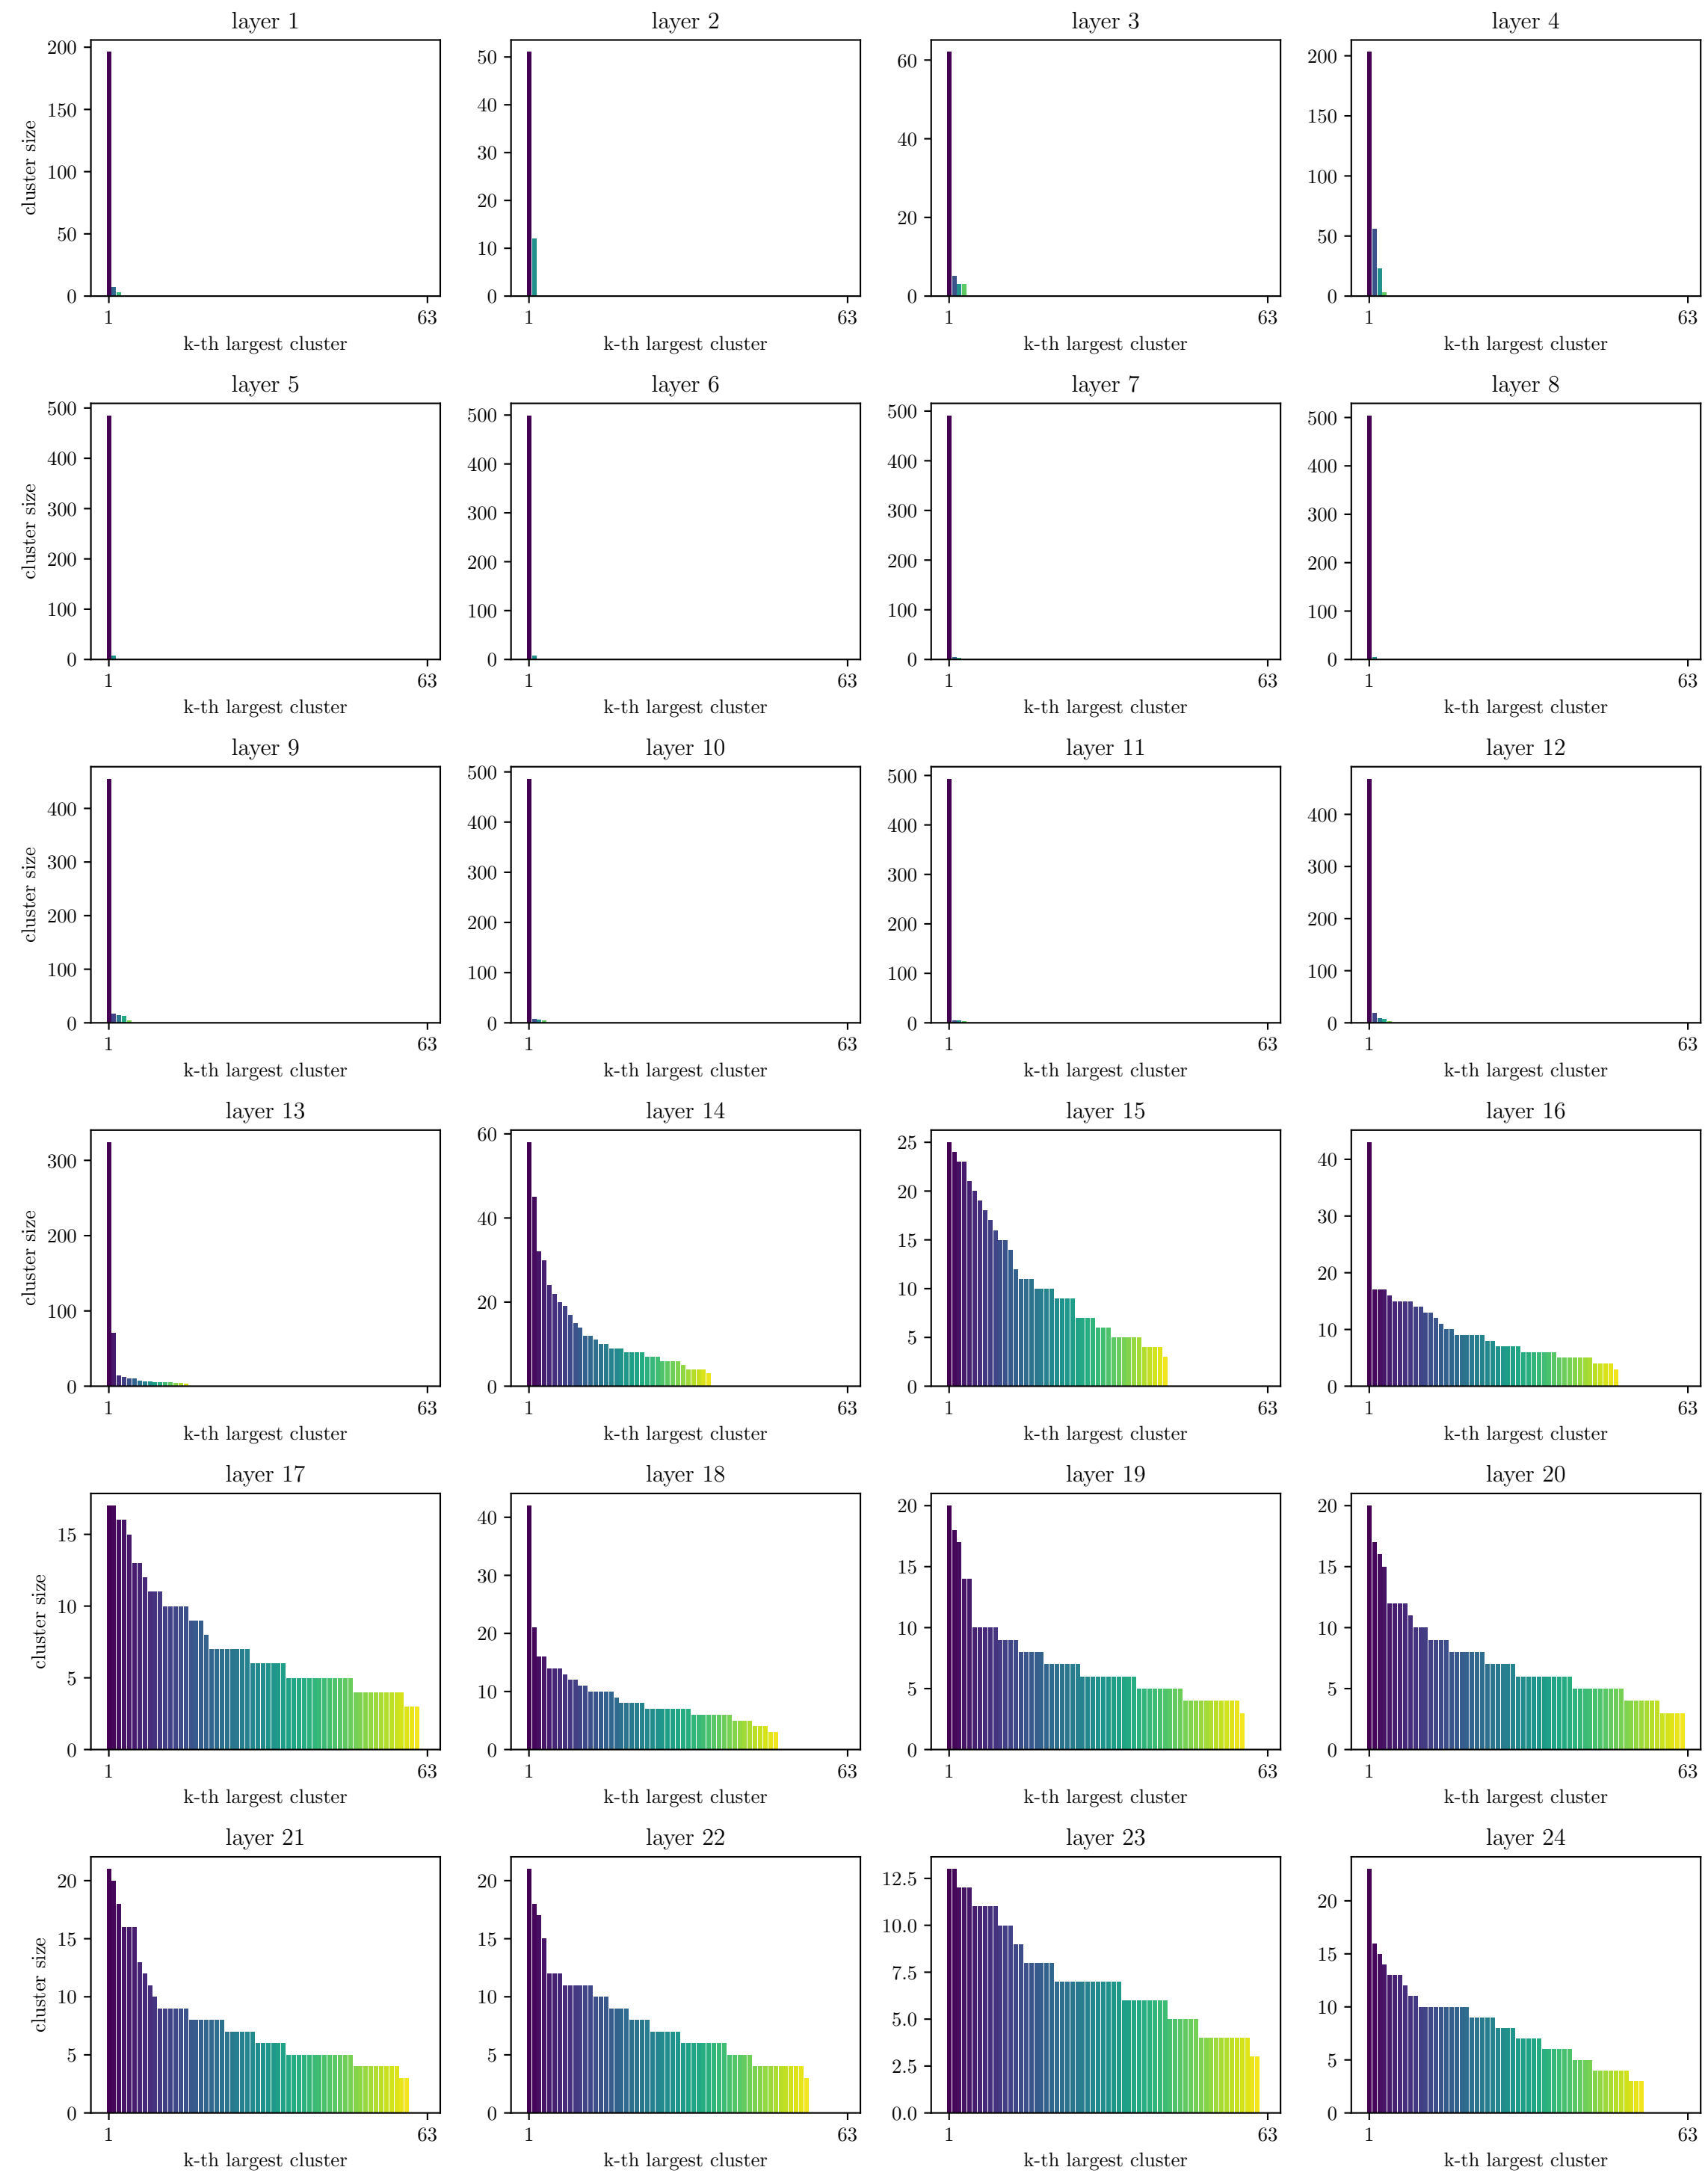 layer 1
200
150
100
50
0
cluster size
1 63
k-th largest cluster
layer 2
50
40
30
20
10
0
1 63
k-th largest cluster
layer 3
60
40
20
0
1 63
k-th largest cluster
layer 4
200
150
100
50
0
1 63
k-th largest cluster
layer 5
500
400
300
200
100
0
cluster size
1 63
k-th largest cluster
layer 6
500
400
300
200
100
0
1 63
k-th largest cluster
layer 7
500
400
300
200
100
0
1 63
k-th largest cluster
layer 8
500
400
300
200
100
0
1 63
k-th largest cluster
layer 9
400
300
200
100
0
cluster size
1 63
k-th largest cluster
layer 10
500
400
300
200
100
0
1 63
k-th largest cluster
layer 11
500
400
300
200
100
0
1 63
k-th largest cluster
layer 12
400
300
200
100
0
1 63
k-th largest cluster
layer 13
300
200
100
0
cluster size
1 63
k-th largest cluster
layer 14
60
40
20
0
1 63
k-th largest cluster
layer 15
25
20
15
10
5
0
1 63
k-th largest cluster
layer 16
40
30
20
10
0
1 63
k-th largest cluster
layer 17
15
10
5
0
cluster size
1 63
k-th largest cluster
layer 18
40
30
20
10
0
1 63
k-th largest cluster
layer 19
20
15
10
5
0
1 63
k-th largest cluster
layer 20
20
15
10
5
0
1 63
k-th largest cluster
layer 21
20
15
10
5
0
cluster size
1 63
k-th largest cluster
layer 22
20
15
10
5
0
1 63
k-th largest cluster
layer 23
12.5
10.0
7.5
5.0
2.5
0.0
1 63
k-th largest cluster
layer 24
20
15
10
5
0
1 63
k-th largest cluster